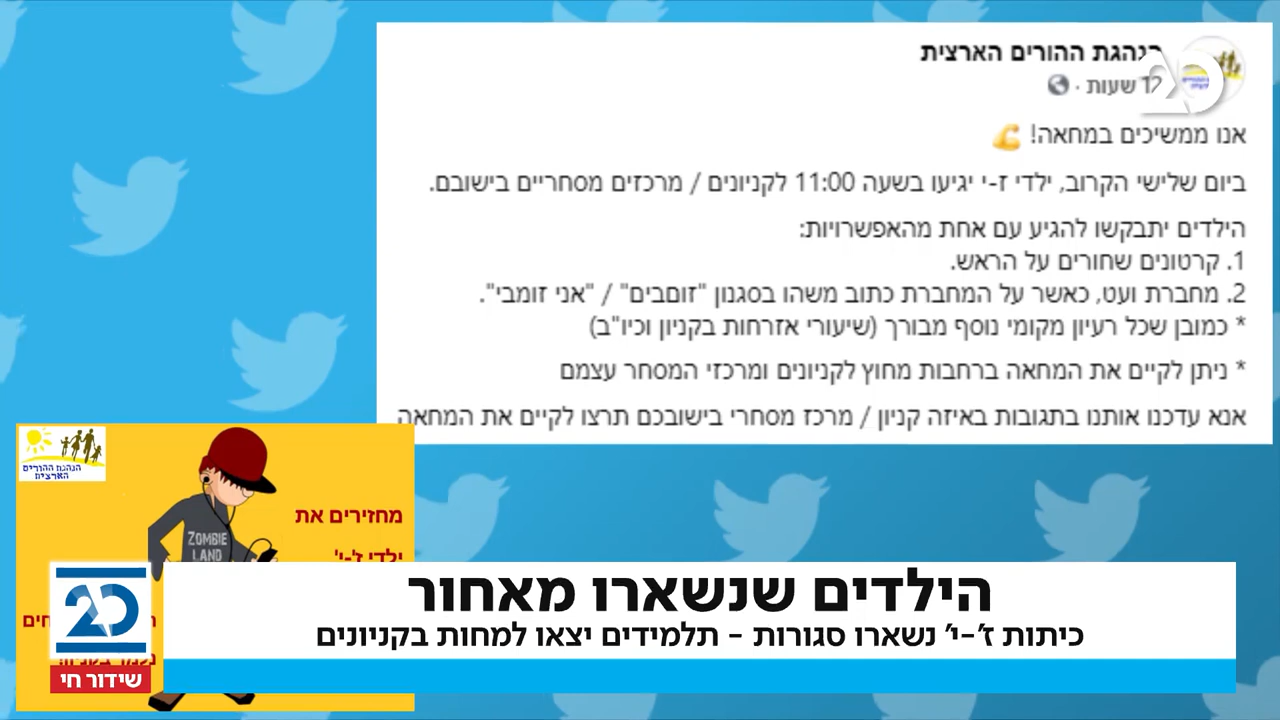 הנהגת ההורים הארצית
12 שעות ·
אנו ממשיכים במחאה! 💪
ביום שלישי הקרוב, ילדי ז-י יגיעו בשעה 11:00 לקניונים / מרכזים מסחריים בישובם.
הילדים יתבקשו להגיע עם אחת מהאפשרויות:
1. קרטונים שחורים על הראש.
2. מחברת ועט, כאשר על המחברת כתוב משהו בסגנון "זוםבים" / "אני זומבי".
* כמובן שכל רעיון מקומי נוסף מבורך (שיעורי אזרחות בקניון וכיו"ב)
* ניתן לקיים את המחאה ברחבות מחוץ לקניונים ומרכזי המסחר עצמם
אנא עדכנו אותנו בתגובות באיזה קניון / מרכז מסחרי בישובכם תרצו לקיים את המחאה
20
הנהגת ההורים
הארצית
ZOMBIE
LAND
מחזירים את
ילדי ז'-י'
הילדים שנשארו מאחור
כיתות ז'-י' נשארו סגורות - תלמידים יצאו למחות בקניונים
20
שידור חי